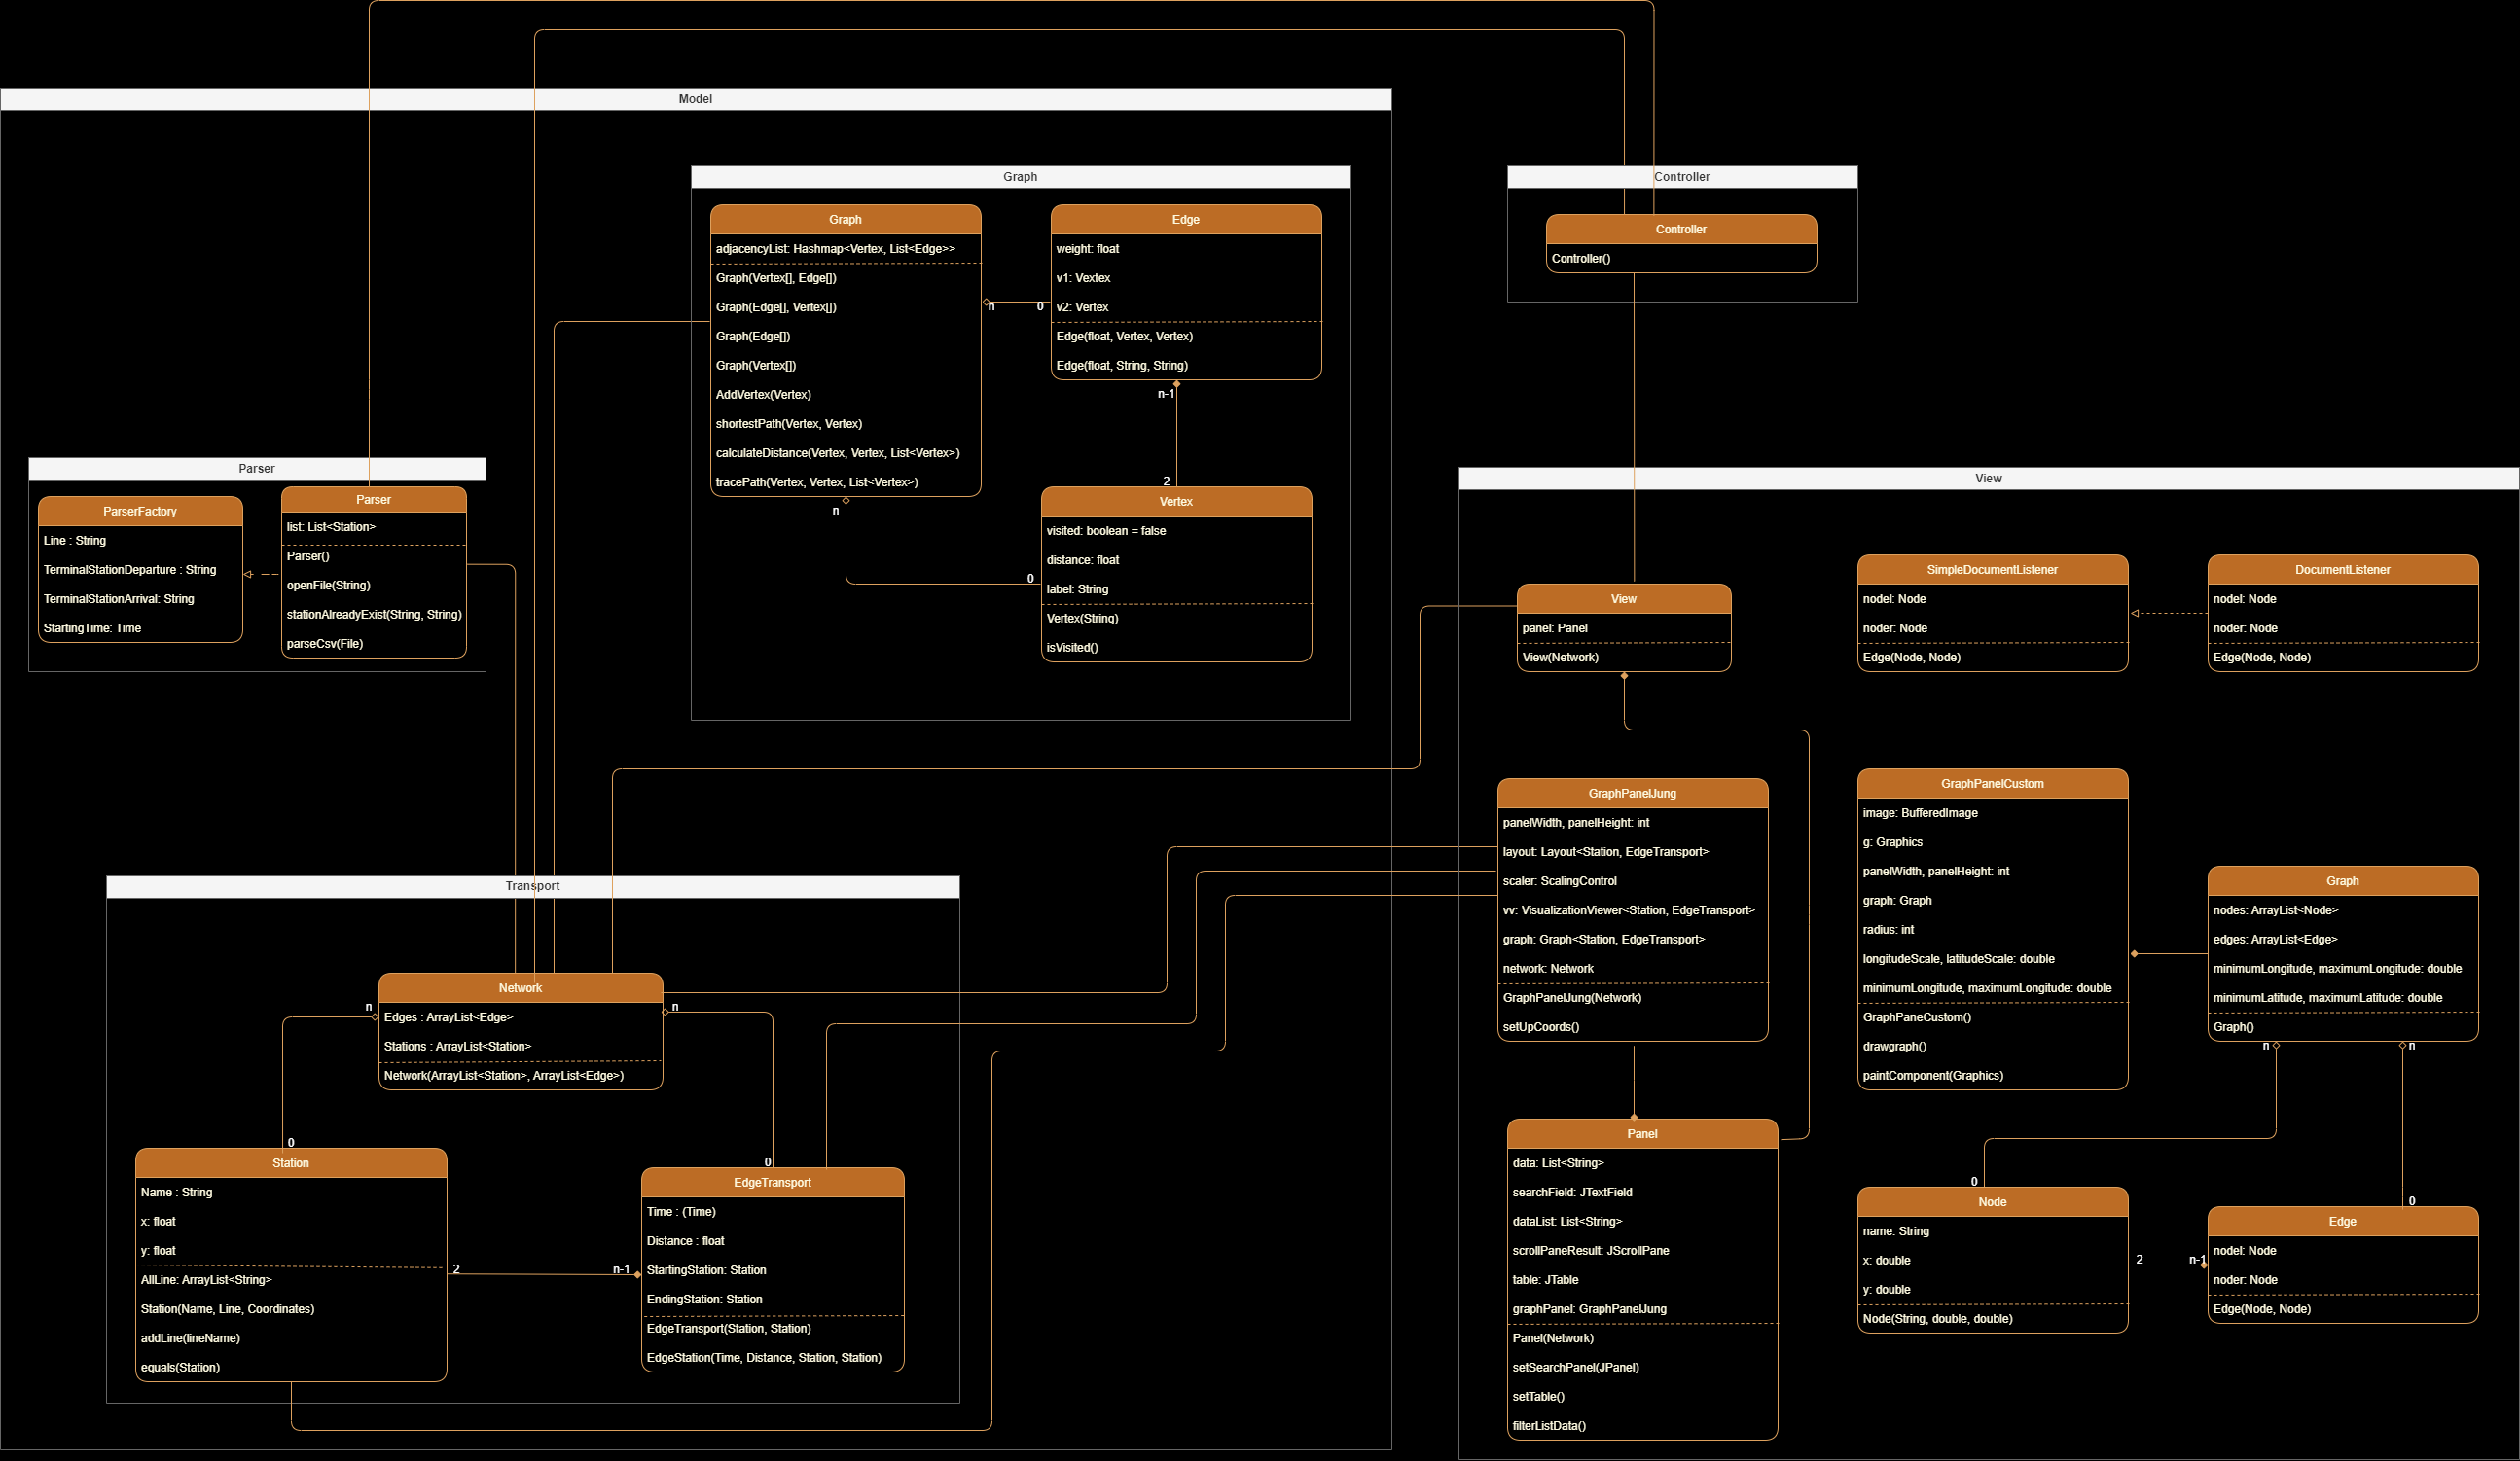 Model
Graph
Graph
adjacencyList: Hashmap<Vertex, List<Edge>>
Graph(Vertex[], Edge[])
Graph(Edge[], Vertex[])
Graph(Edge[])
Graph(Vertex[])
AddVertex(Vertex)
shortestPath(Vertex, Vertex)
calculateDistance(Vertex, Vertex, List<Vertex>)
tracePath(Vertex, Vertex, List<Vertex>)
n
0
n
0
Edge
weight: float
v1: Vextex
v2: Vertex
Edge(float, Vertex, Vertex)
Edge(float, String, String)
n-1
2
Vertex
visited: boolean = false
distance: float
label: String
Vertex(String)
isVisited()
Parser
ParserFactory
Line : String
TerminalStationDeparture : String
TerminalStationArrival: String
StartingTime: Time
Parser
list: List<Station>
Parser()
openFile(String)
stationAlreadyExist(String, String)
parseCsv(File)
Transport
Network
Edges : ArrayList<Edge>
Stations : ArrayList<Station>
Network(ArrayList<Station>, ArrayList<Edge>)
n
0
n
0
Station
Name : String
x: float
y: float
AllLine: ArrayList<String>
Station(Name, Line, Coordinates)
addLine(lineName)
equals(Station)
2
n-1
EdgeTransport
Time : (Time)
Distance : float
StartingStation: Station
EndingStation: Station
EdgeTransport(Station, Station)
EdgeStation(Time, Distance, Station, Station)
Controller
Controller
Controller()
View
View
panel: Panel
View(Network)
SimpleDocumentListener
nodel: Node
noder: Node
Edge(Node, Node)
DocumentListener
nodel: Node
noder: Node
Edge(Node, Node)
GraphPanelJung
panelWidth, panelHeight: int
layout: Layout<Station, EdgeTransport>
scaler: ScalingControl
vv: VisualizationViewer<Station, EdgeTransport>
graph: Graph<Station, EdgeTransport>
network: Network
GraphPanelJung(Network)
setUpCoords()
GraphPanelCustom
image: BufferedImage
g: Graphics
panelWidth, panelHeight: int
graph: Graph
radius: int
longitudeScale, latitudeScale: double
minimumLongitude, maximumLongitude: double
GraphPaneCustom()
drawgraph()
paintComponent(Graphics)
Graph
nodes: ArrayList<Node>
edges: ArrayList<Edge>
minimumLongitude, maximumLongitude: double
minimumLatitude, maximumLatitude: double
Graph()
n
n
0
0
Panel
data: List<String>
searchField: JTextField
dataList: List<String>
scrollPaneResult: JScrollPane
table: JTable
graphPanel: GraphPanelJung
Panel(Network)
setSearchPanel(JPanel)
setTable()
filterListData()
Node
name: String
x: double
y: double
Node(String, double, double)
2
n-1
Edge
nodel: Node
noder: Node
Edge(Node, Node)